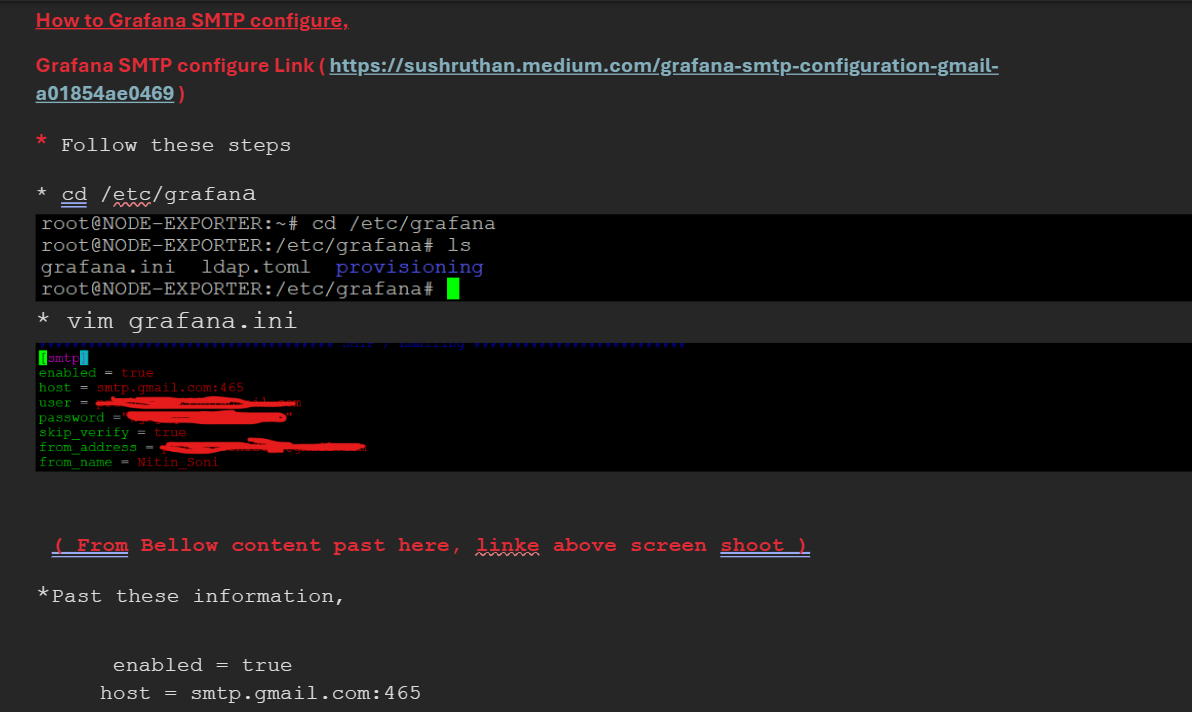 How to Grafana SMTP configure,
Grafana SMTP configure Link ( https://sushruthan.medium.com/grafana-smtp-configuration-gmail-
a01854ae0469 )
* Follow these steps
* cd /etc/grafana
root@NODE-EXPORTER:~# cd /etc/grafana
root@NODE-EXPORTER:/etc/grafana# ls
grafana.ini ldap.toml provisioning
root@NODE-EXPORTER:/etc/grafana#
* vim grafana.ini
[smtp]
enabled = true
host = smtp.gmail.com:465
user =
password ="
skip_verify = true
from_address =
from_name = Nitin_Soni
( From Bellow content past here, linke above screen shoot )
*Past these information,
enabled = true
host = smtp.gmail.com:465